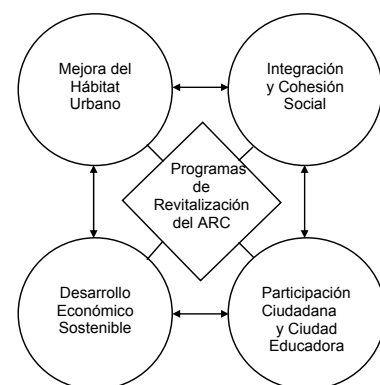 Mejora del
Hábitat
Urbano
Integración
y Cohesión
Social
Programas
de
Revitalización
del ARC
Desarrollo
Económico
Sostenible
Participación
Ciudadana
y Ciudad
Educadora